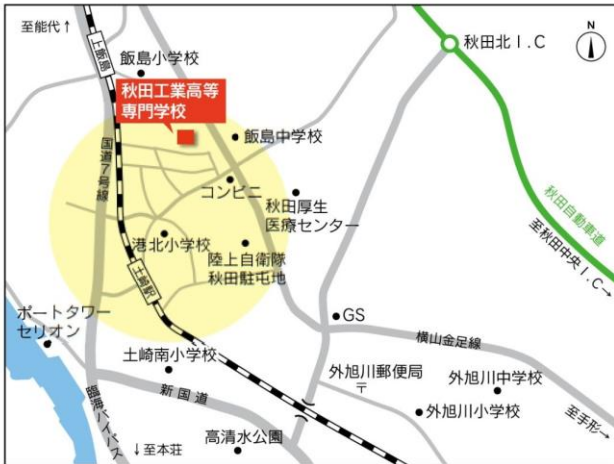 至能代↑
上飯島
飯島小学校
秋田工業高等
専門学校
秋田北I.C
N
国道7号線
飯島中学校
コンビニ
秋田厚生
医療センター
秋田自動車道
至秋田中央I.C→
港北小学校
陸上自衛隊
秋田駐屯地
土崎駅
ポートタワー
セリオン
GS
横山金足線
土崎南小学校
新国道
外旭川郵便局
〒
外旭川中学校
外旭川小学校
至手形→
臨海バイパス
↓至本荘
高清水公園